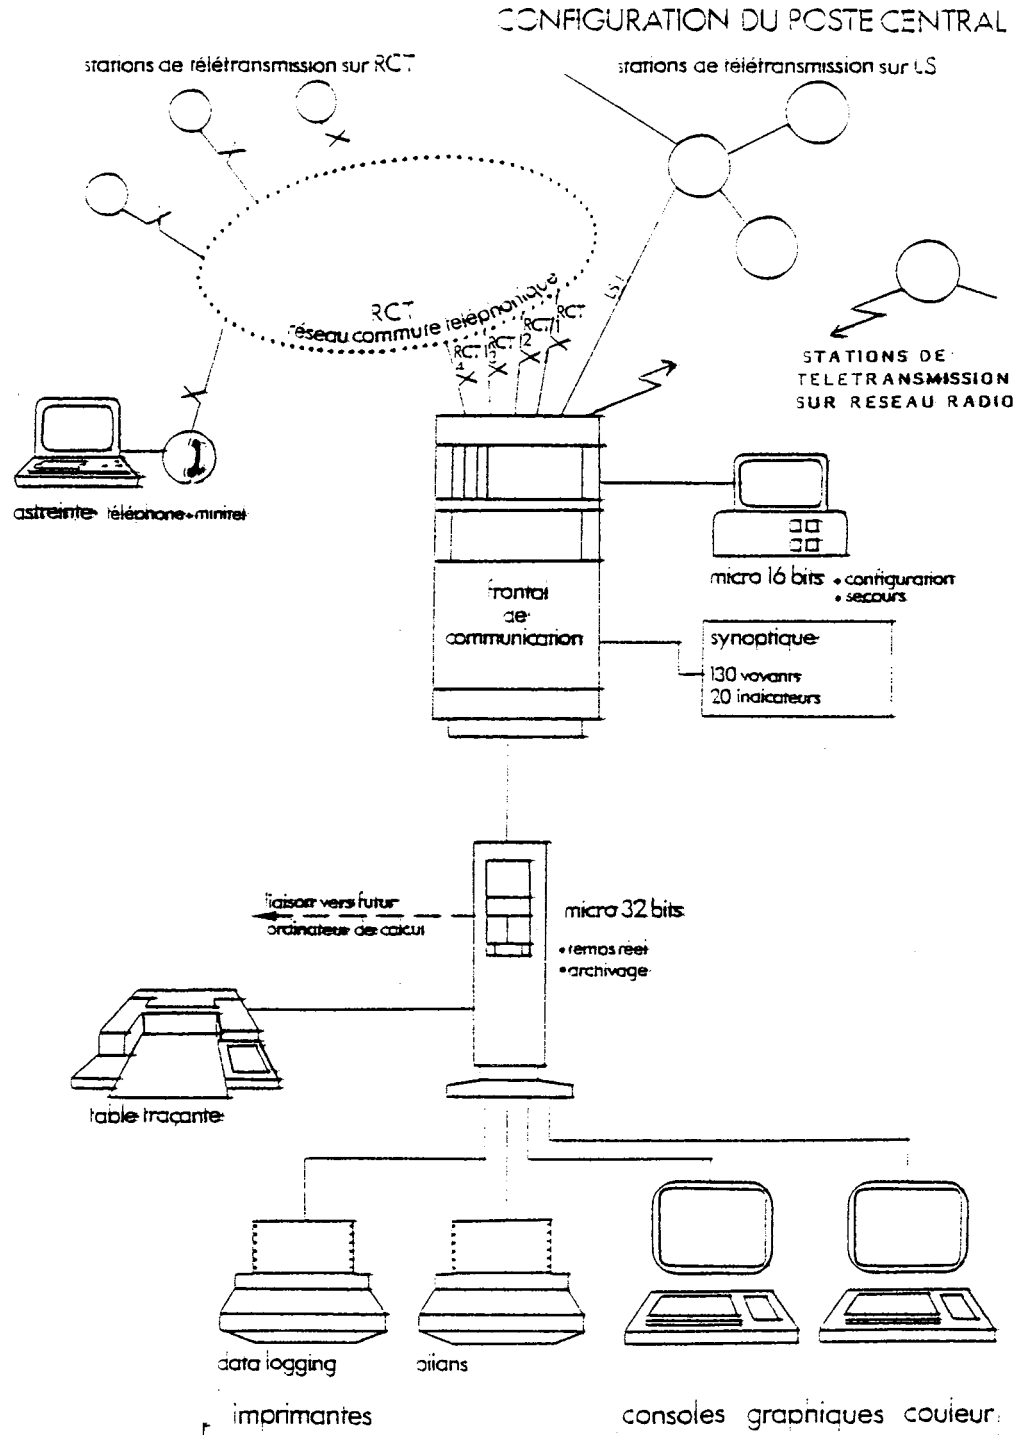 CONFIGURATION DU POSTE CENTRAL
stations de télétransmission sur RCT
stations de télétransmission sur LS
RCT
réseau commuté téléphonique
RCT 4
RCT 3
RCT 2
RCT 1
LS 1
STATIONS DE
TELETRANSMISSION
SUR RESEAU RADIO
astreinte téléphone + minitel
micro 16 bits • configuration
• secours
frontal
de
communication
synoptique
130 voyants
20 indicateurs
liaison vers futur
ordinateur de calcul
micro 32 bits
• temps réel
• archivage
table traçante
data logging
bilans
imprimantes
consoles graphiques couleur